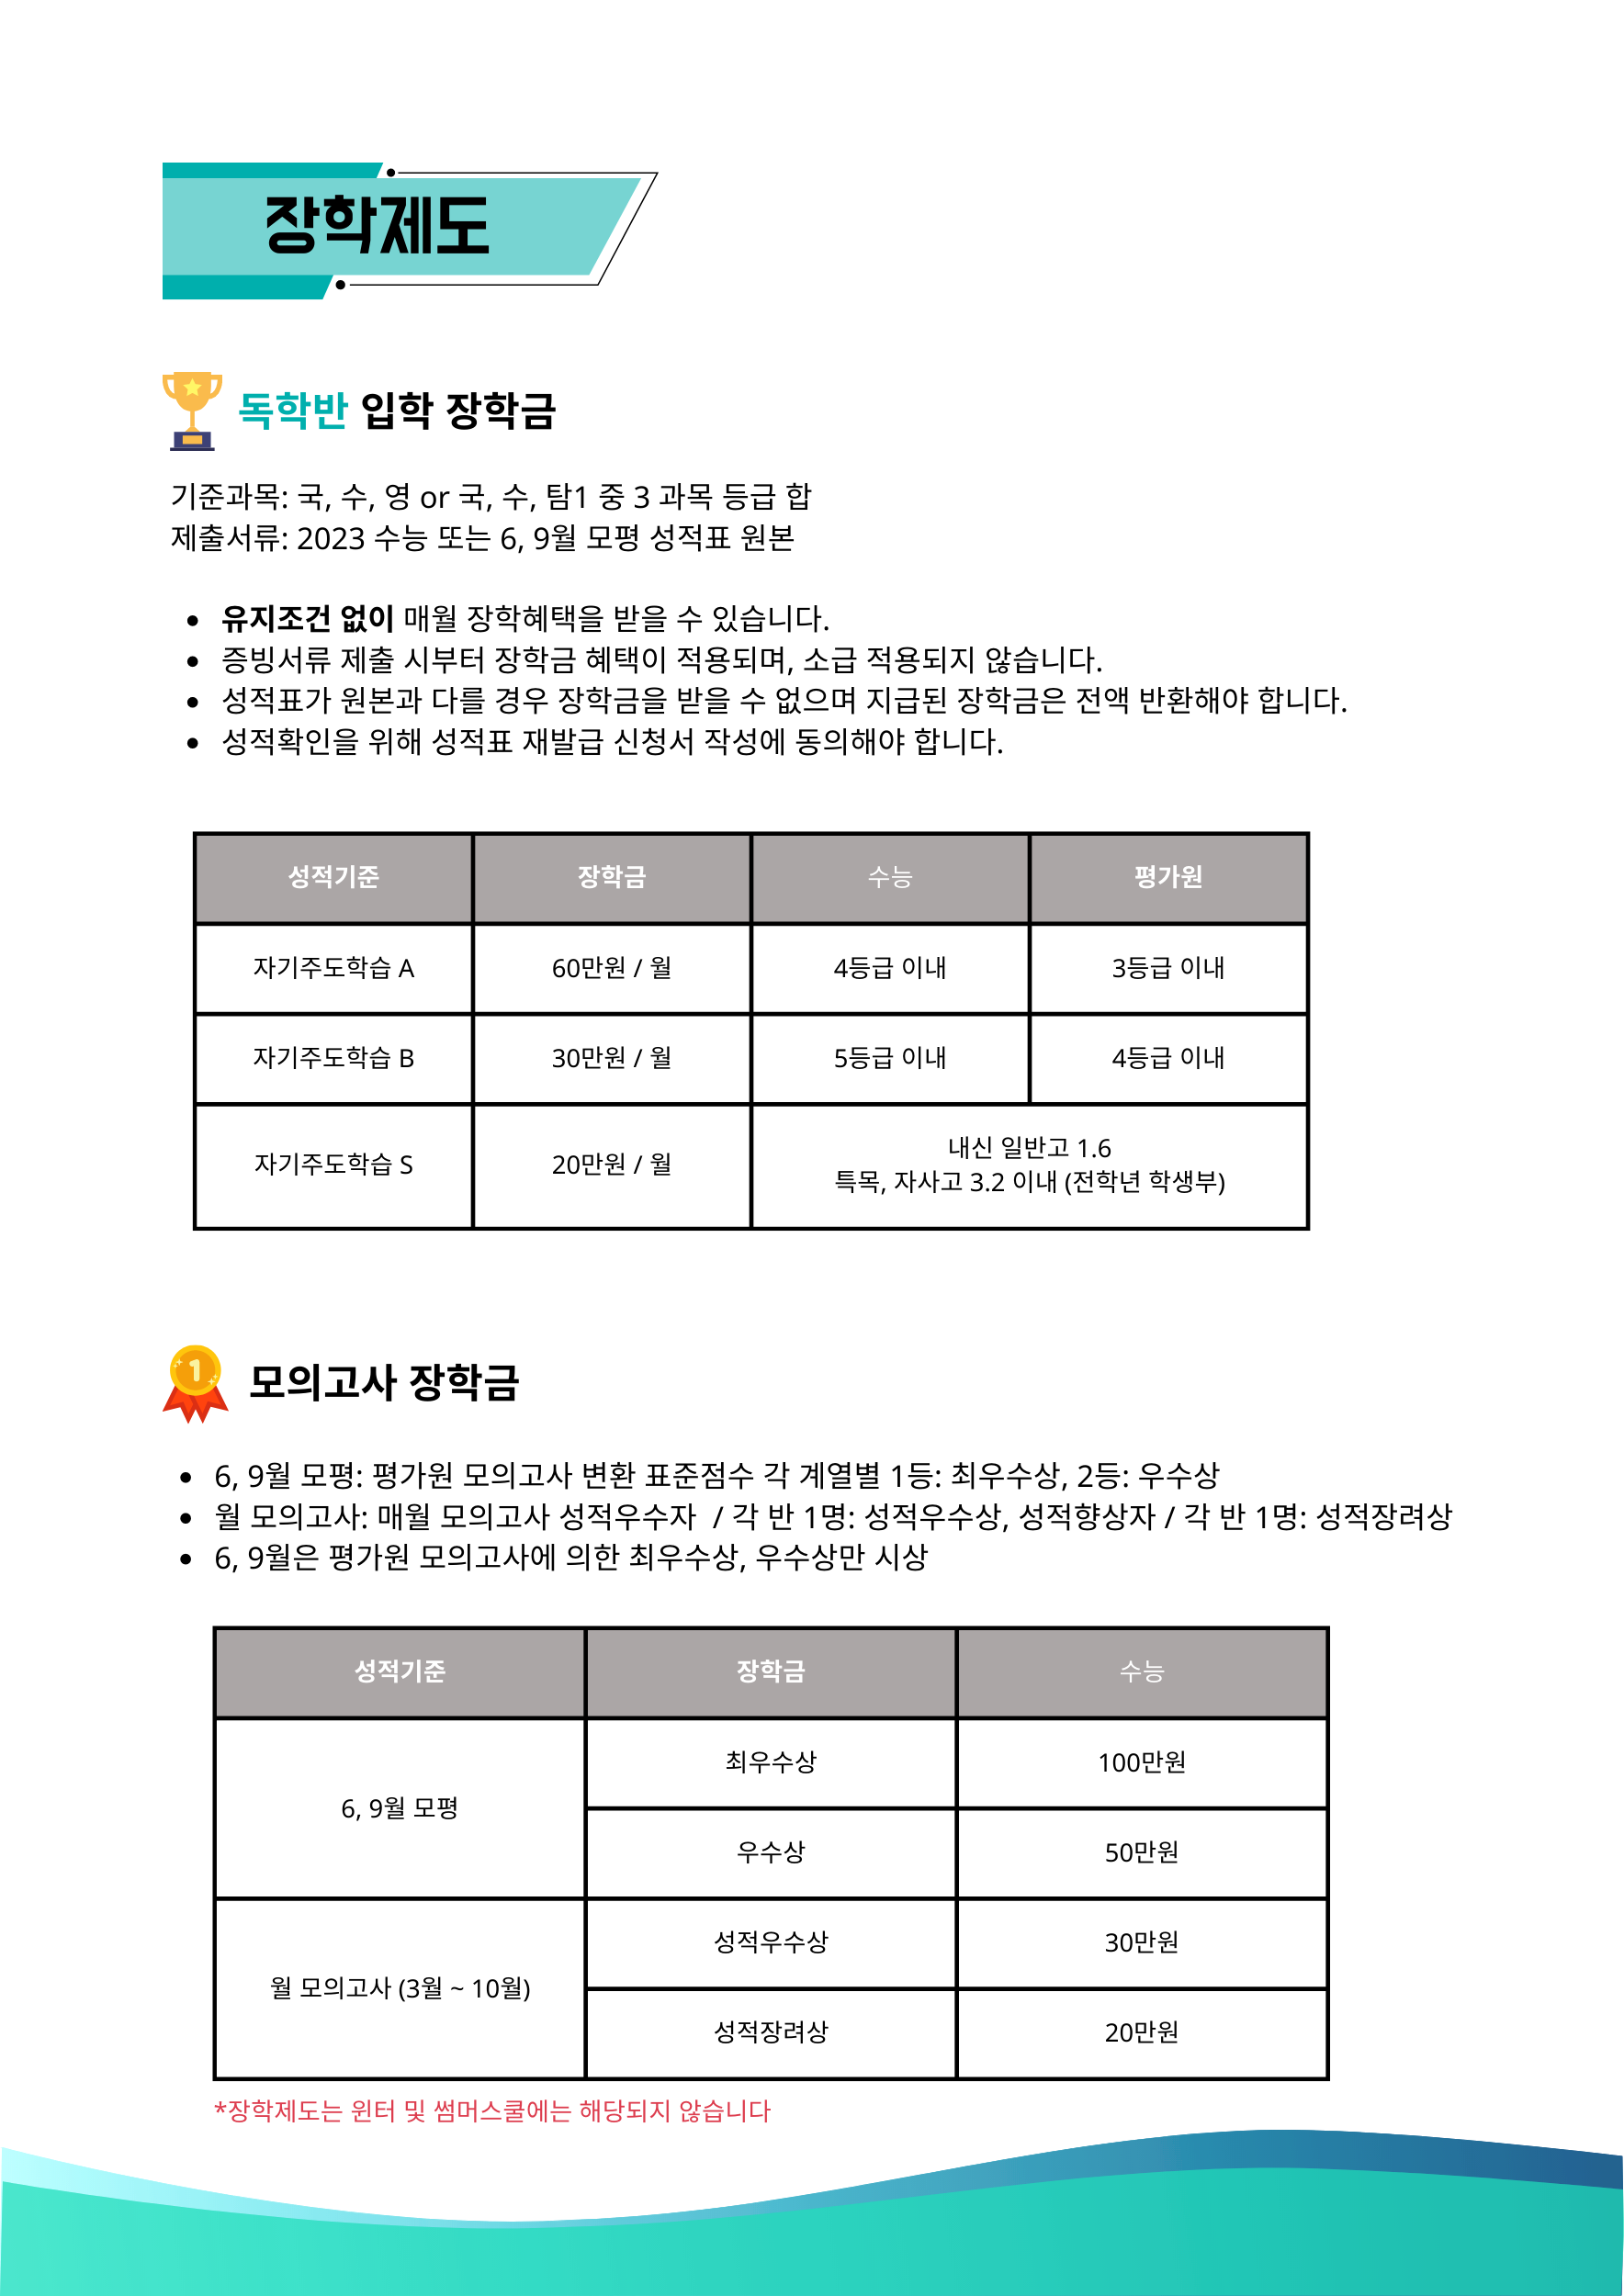 장학제도
독학반 입학 장학금
기준과목: 국, 수, 영 or 국, 수, 탐1 중 3 과목 등급 합
제출서류: 2023 수능 또는 6, 9월 모평 성적표 원본
• 유지조건 없이 매월 장학혜택을 받을 수 있습니다.
• 증빙서류 제출 시부터 장학금 혜택이 적용되며, 소급 적용되지 않습니다.
• 성적표가 원본과 다를 경우 장학금을 받을 수 없으며 지급된 장학금은 전액 반환해야 합니다.
• 성적확인을 위해 성적표 재발급 신청서 작성에 동의해야 합니다.
성적기준 장학금 수능 평가원
자기주도학습 A 60만원 / 월 4등급 이내 3등급 이내
자기주도학습 B 30만원 / 월 5등급 이내 4등급 이내
자기주도학습 S 20만원 / 월 내신 일반고 1.6
특목, 자사고 3.2 이내 (전학년 학생부)
1
모의고사 장학금
• 6, 9월 모평: 평가원 모의고사 변환 표준점수 각 계열별 1등: 최우수상, 2등: 우수상
• 월 모의고사: 매월 모의고사 성적우수자 / 각 반 1명: 성적우수상, 성적향상자 / 각 반 1명: 성적장려상
• 6, 9월은 평가원 모의고사에 의한 최우수상, 우수상만 시상
성적기준 장학금 수능
6, 9월 모평 최우수상 100만원
우수상 50만원
월 모의고사 (3월 ~ 10월) 성적우수상 30만원
성적장려상 20만원
*장학제도는 윈터 및 썸머스쿨에는 해당되지 않습니다